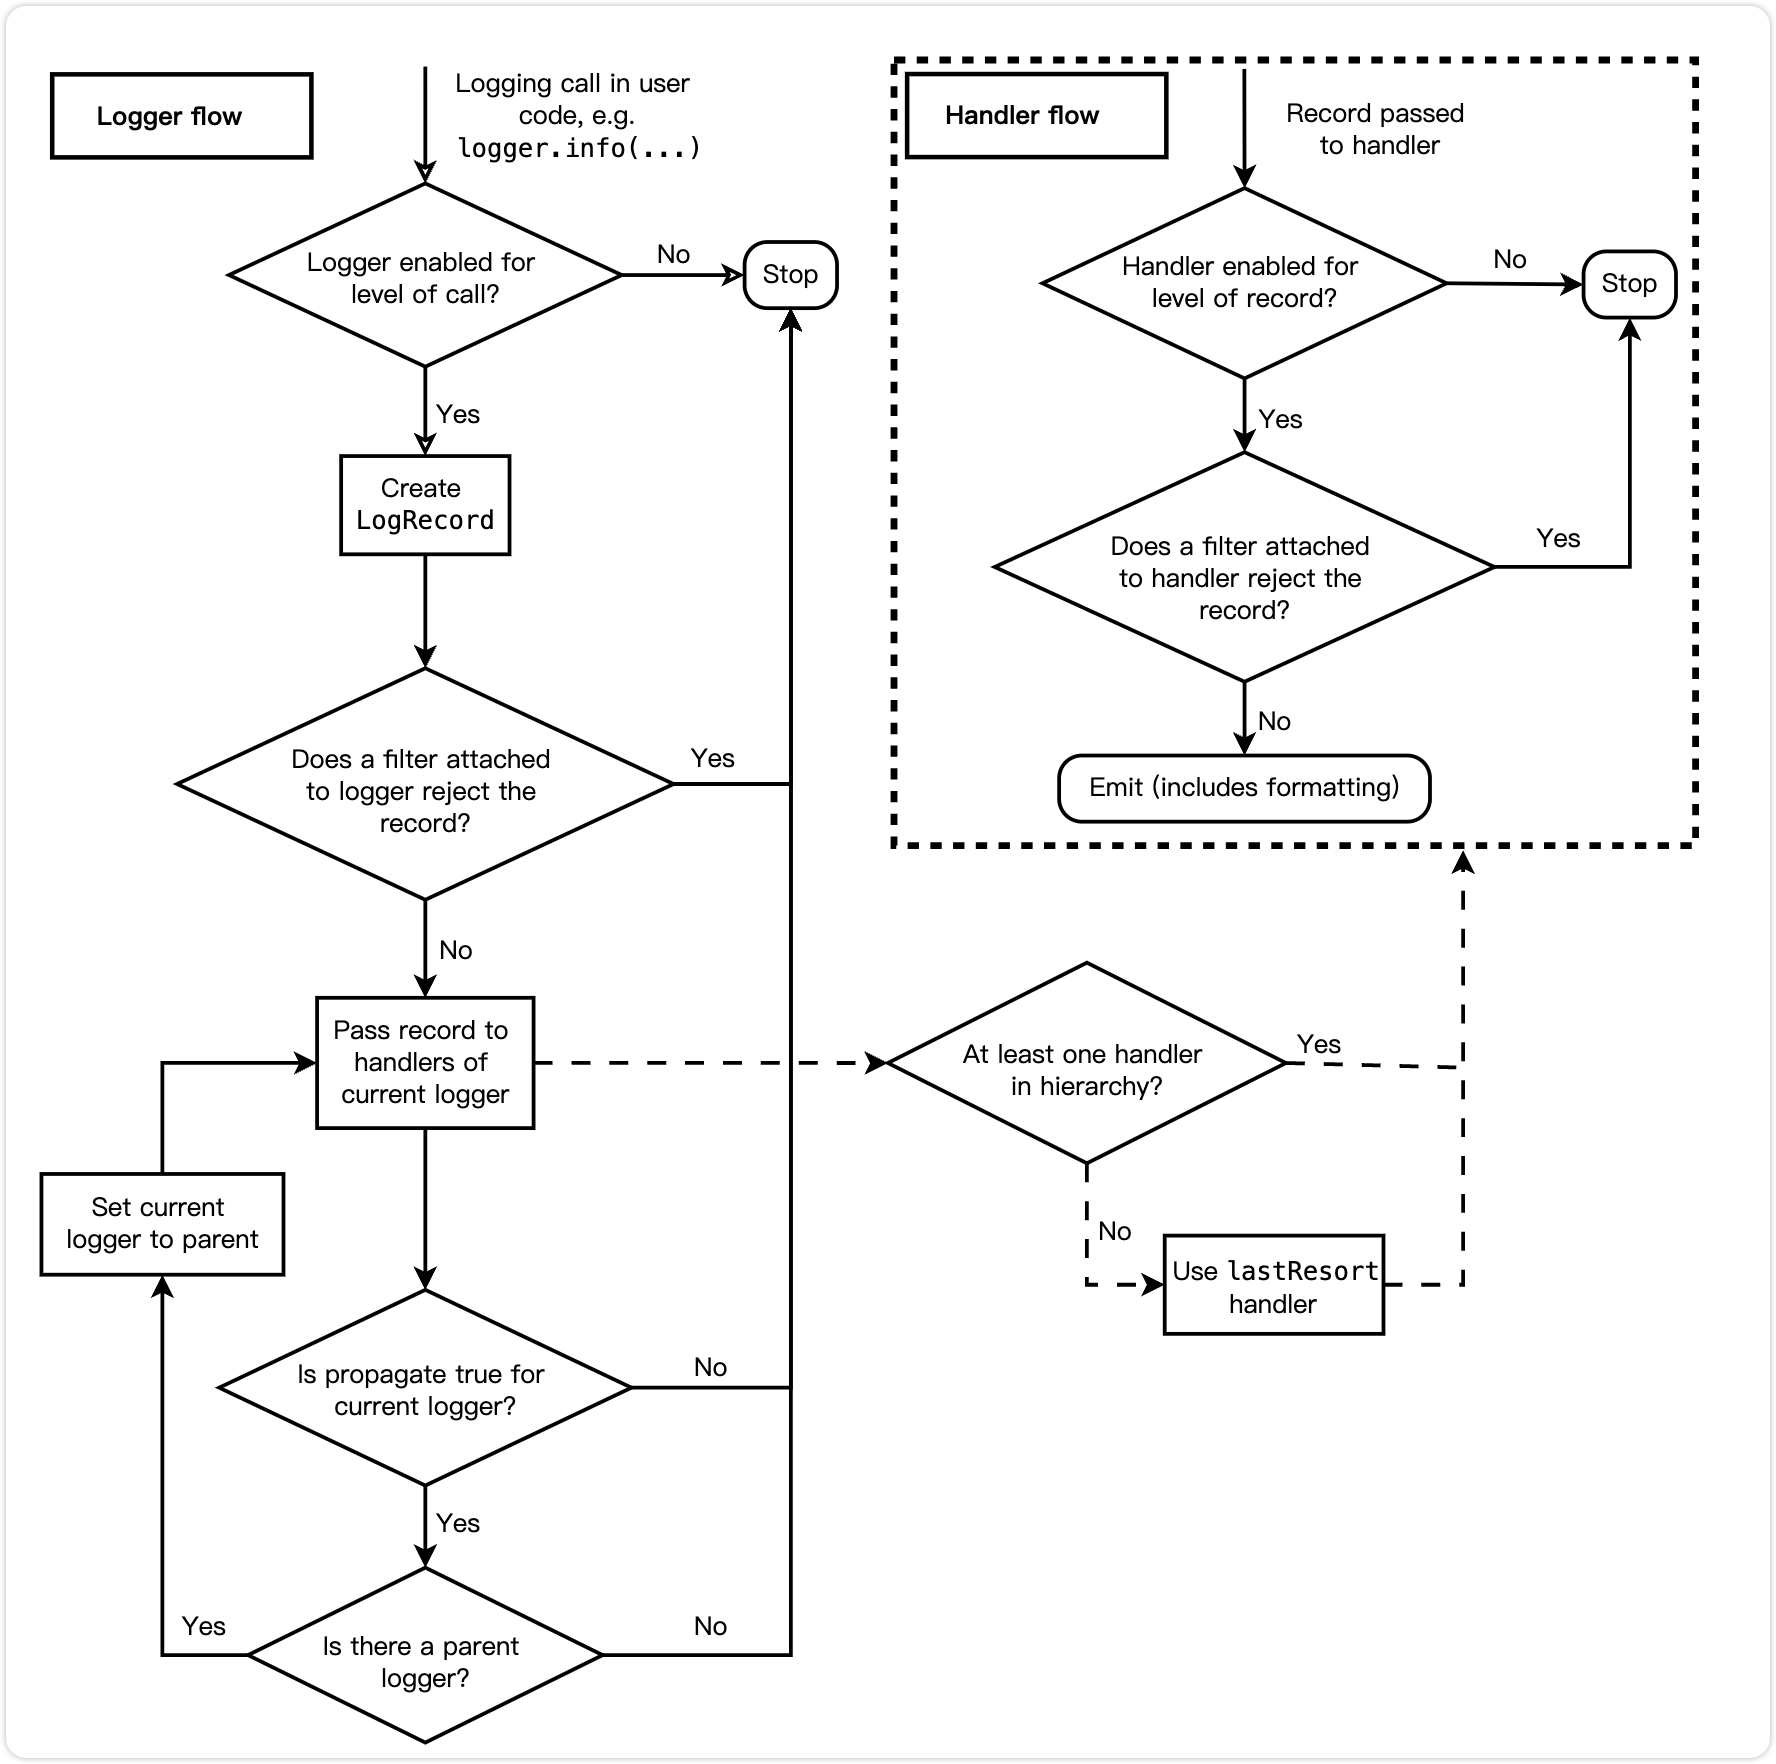 Logger flow
Logging call in user
code, e.g.
logger.info(...)
Logger enabled for
level of call?
No
Stop
Yes
Create
LogRecord
Does a filter attached
to logger reject the
record?
Yes
No
Pass record to
handlers of
current logger
Set current
logger to parent
Is propagate true for
current logger?
No
Yes
Is there a parent
logger?
Yes
No
Handler flow
Record passed
to handler
Handler enabled for
level of record?
No
Stop
Yes
Does a filter attached
to handler reject the
record?
Yes
No
Emit (includes formatting)
At least one handler
in hierarchy?
Yes
No
Use lastResort
handler